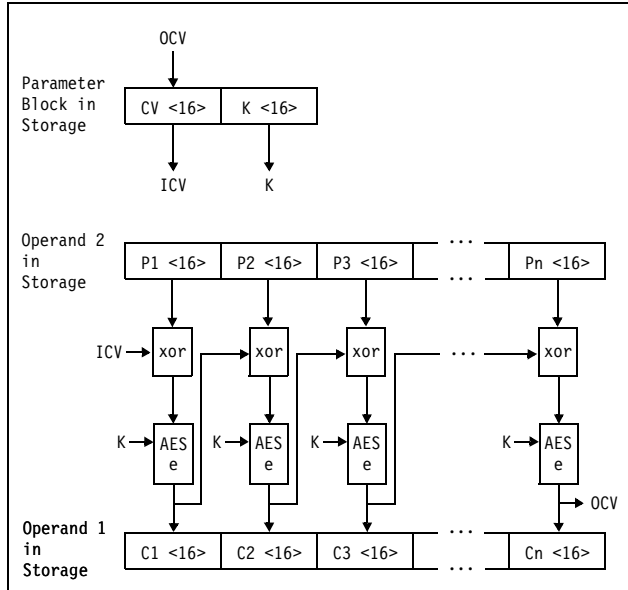 OCV
Parameter
Block in
Storage
CV <16> K <16>
ICV K
Operand 2
in
Storage
P1 <16> P2 <16> P3 <16> ... ... Pn <16>
ICV xor xor xor ... xor
K AES e K AES e K AES e K AES e
OCV
Operand 1
in
Storage
C1 <16> C2 <16> C3 <16> ... ... Cn <16>